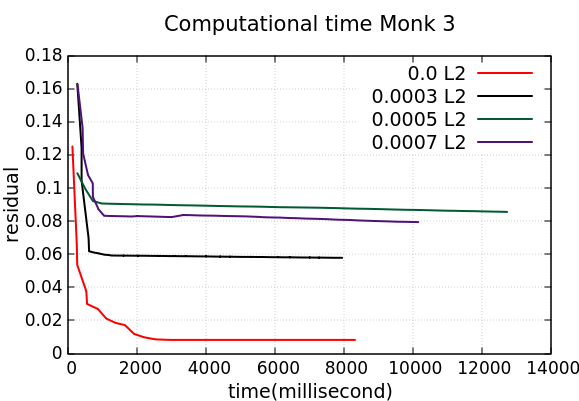 Computational time Monk 3
0.18
0.16
0.14
0.12
0.1
0.08
0.06
0.04
0.02
0
residual
0.0 L2
0.0003 L2
0.0005 L2
0.0007 L2
0 2000 4000 6000 8000 10000 12000 14000
time(millisecond)